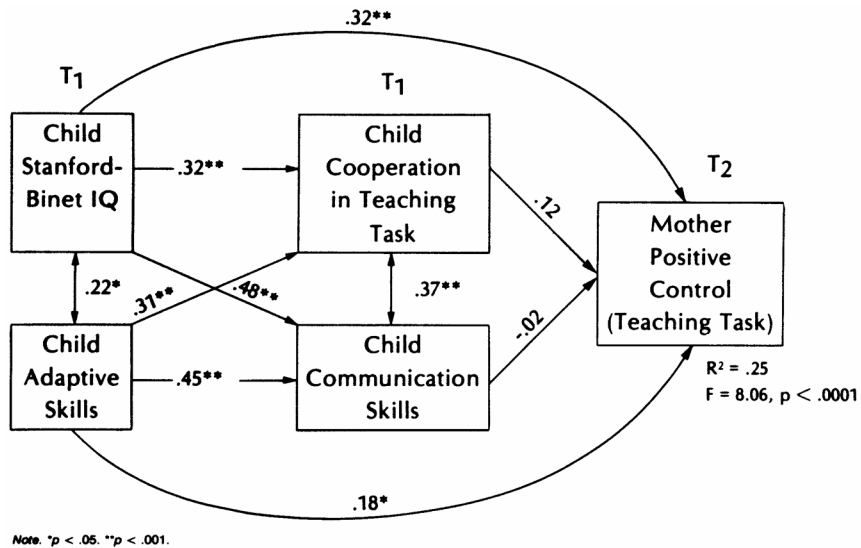 .32**
T1
T1
T2
Child
Stanford-
Binet IQ
.32**
Child
Cooperation
in Teaching
Task
.12
Mother
Positive
Control
(Teaching Task)
.22*
.31**
.48**
.37**
-.02
Child
Adaptive
Skills
.45**
Child
Communication
Skills
R² = .25
F = 8.06, p < .0001
.18*
Note. *p < .05. **p < .001.